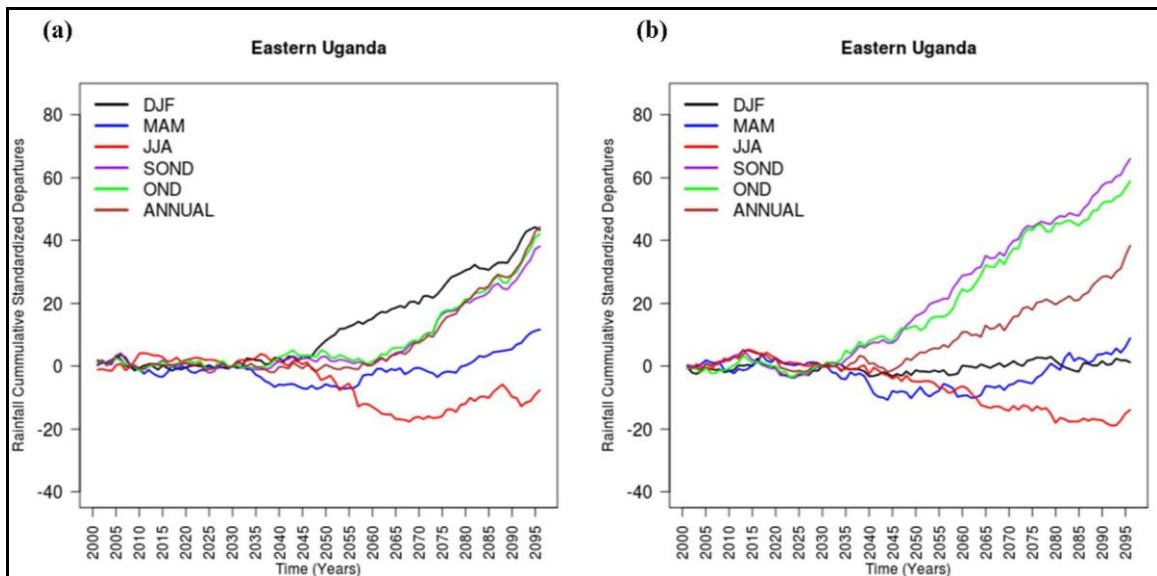 (a)
Eastern Uganda
Rainfall Cummulative Standardized Departures
80
60
40
20
0
-20
-40
DJF
MAM
JJA
SOND
OND
ANNUAL
2000 2005 2010 2015 2020 2025 2030 2035 2040 2045 2050 2055 2060 2065 2070 2075 2080 2085 2090 2095
Time (Years)
(b)
Eastern Uganda
Rainfall Cummulative Standardized Departures
80
60
40
20
0
-20
-40
DJF
MAM
JJA
SOND
OND
ANNUAL
2000 2005 2010 2015 2020 2025 2030 2035 2040 2045 2050 2055 2060 2065 2070 2075 2080 2085 2090 2095
Time (Years)